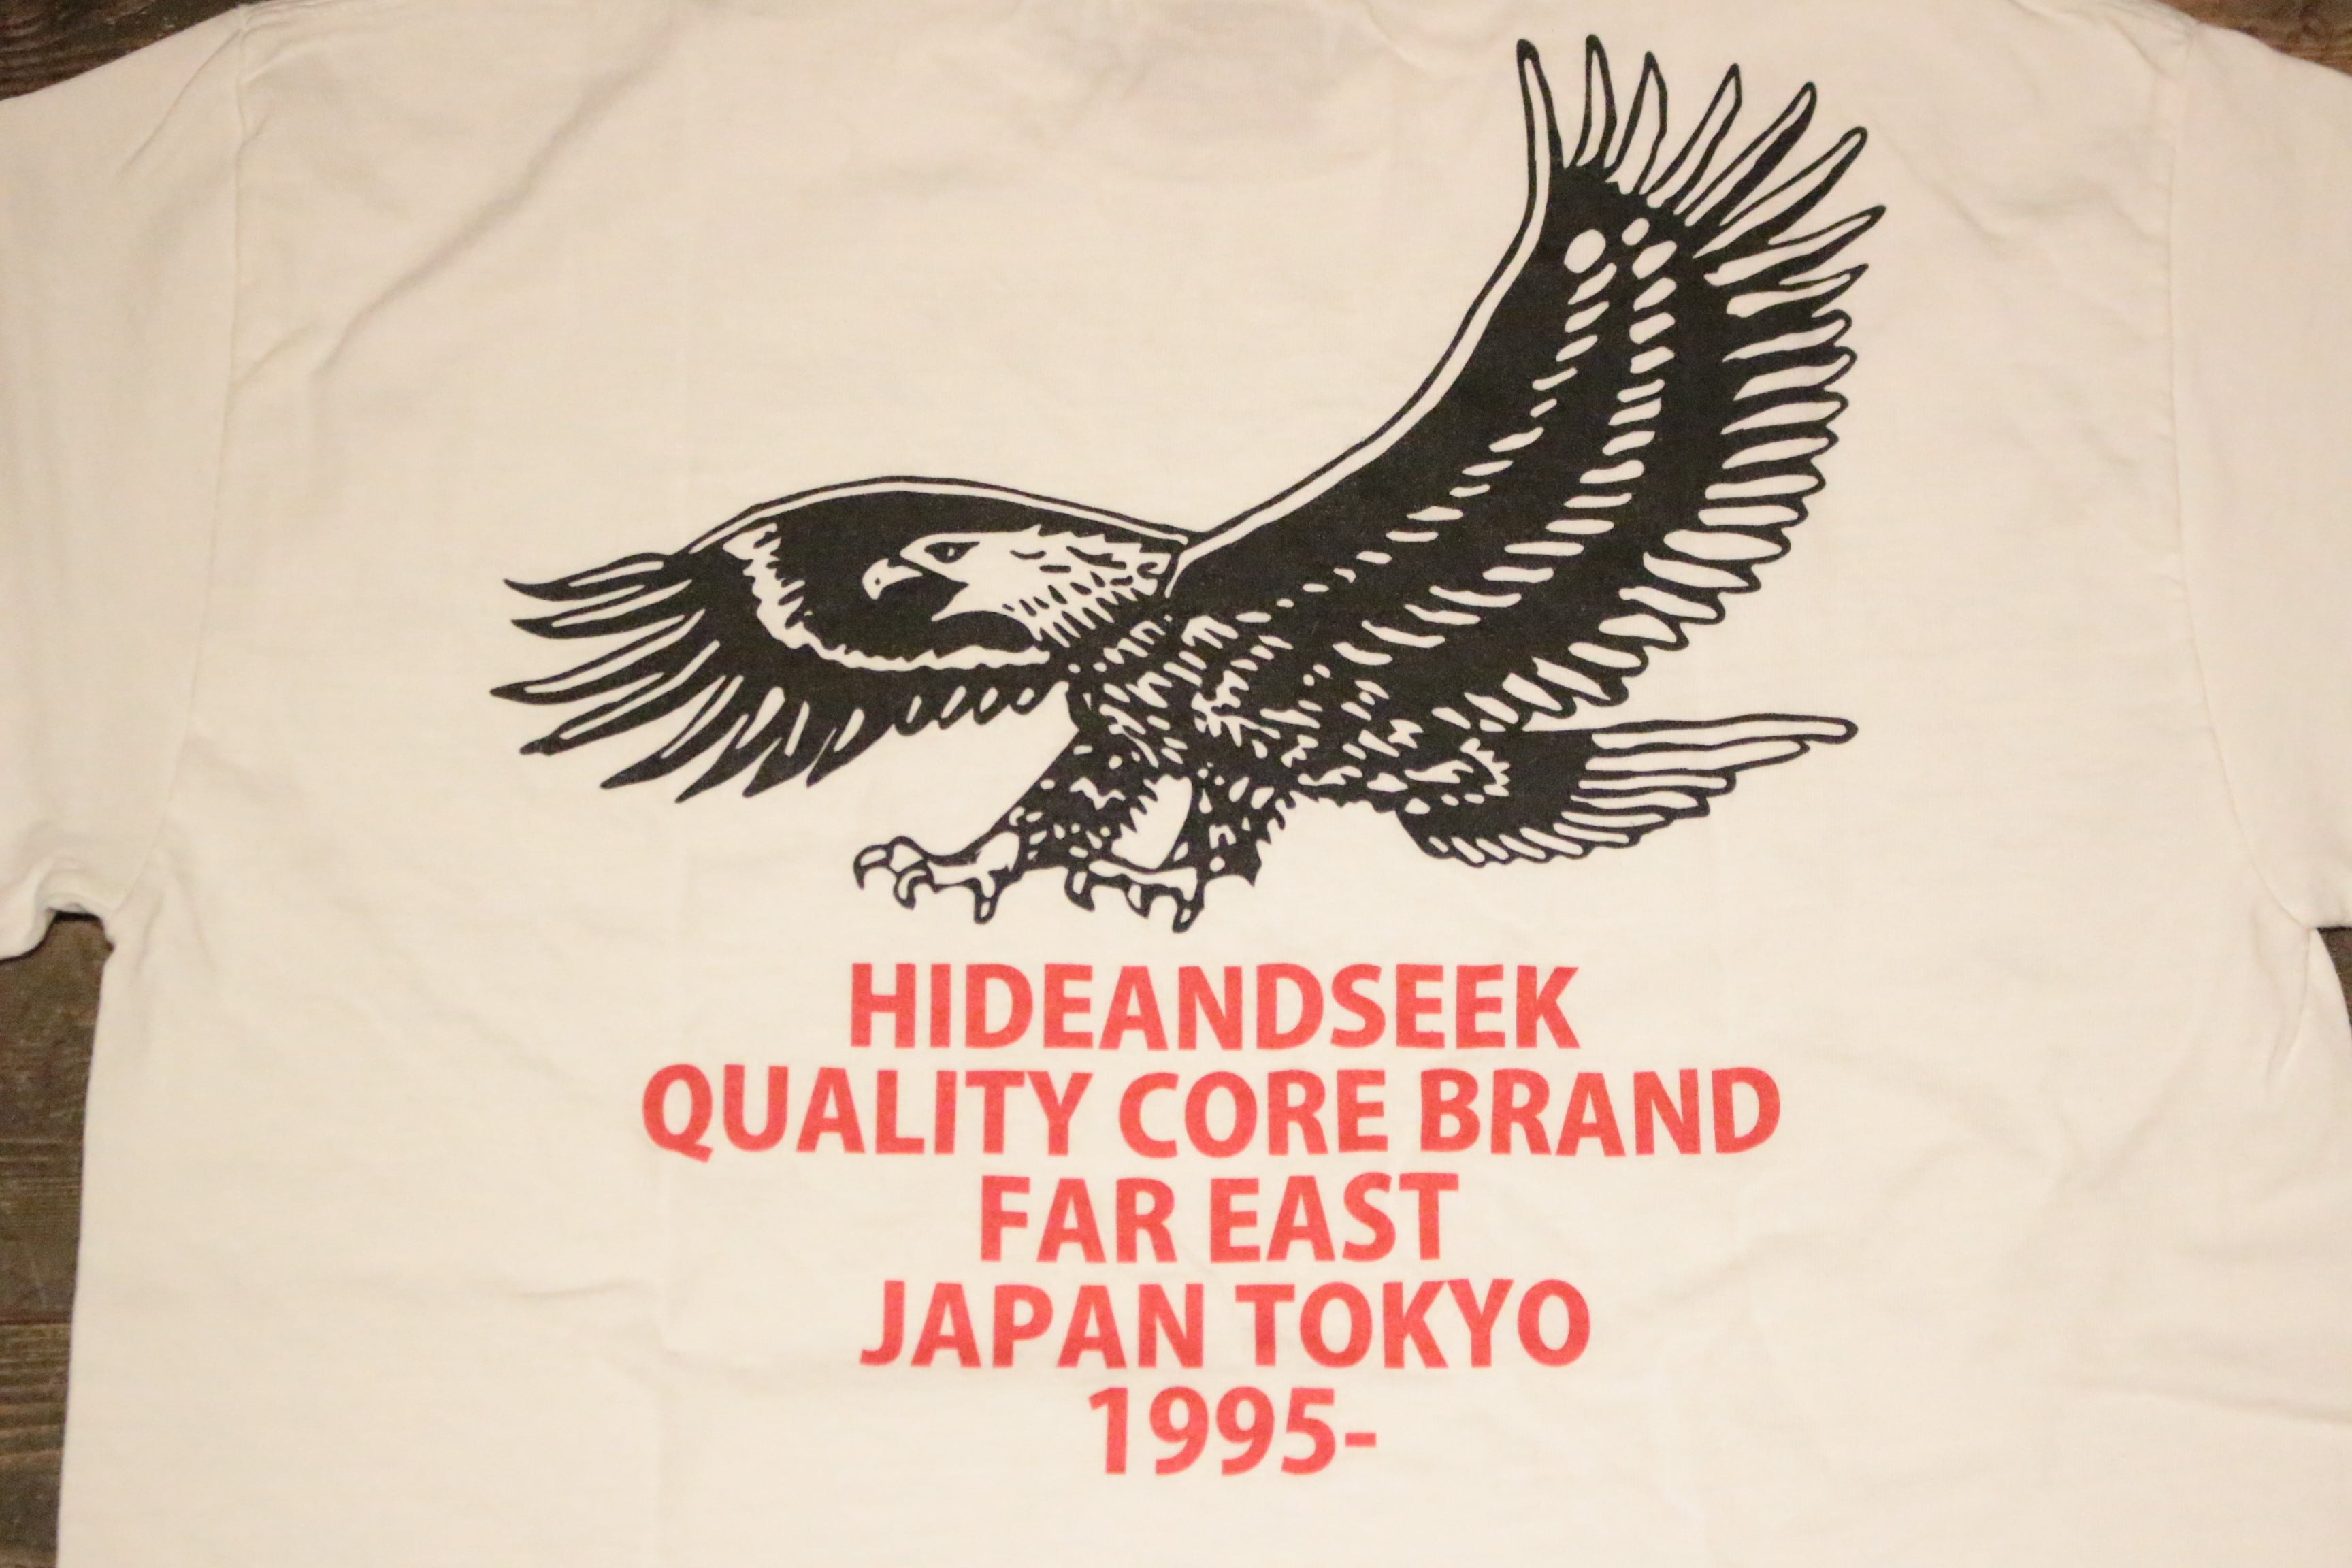 HIDEANDSEEK
QUALITY CORE BRAND
FAR EAST
JAPAN TOKYO
1995-